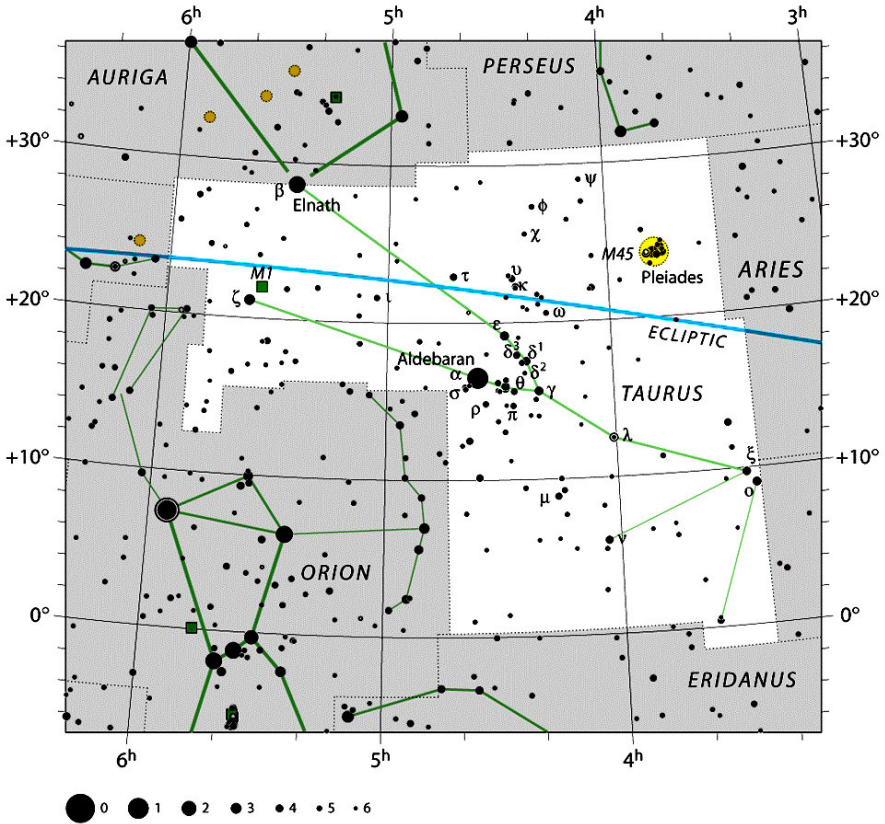 6h 5h 4h 3h
AURIGA
PERSEUS
+30° +30°
ψ
β
Elnath
φ
χ
M45
Pleiades
ARIES
M1
τ
υ
κ
ζ
ι
ω
+20° +20°
ε
ECLIPTIC
δ³ δ¹
Aldebaran
δ²
α
θ
γ
TAURUS
σ
ρ
π
λ
+10° +10°
ξ
ο
μ
ν
ORION
0° 0°
ERIDANUS
6h 5h 4h
0 1 2 3 4 5 6